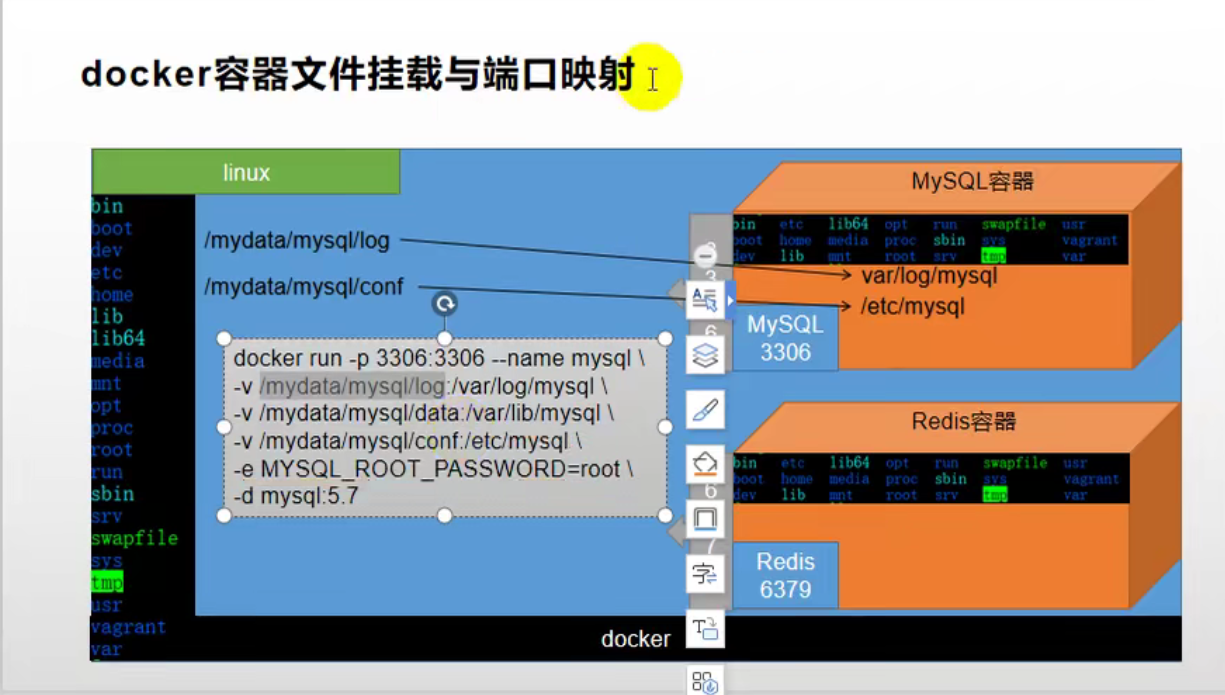 docker容器文件挂载与端口映射
linux
bin
boot
dev
etc
home
lib
lib64
media
mnt
opt
proc
root
run
sbin
srv
swapfile
sys
tmp
usr
vagrant
var
/mydata/mysql/log
/mydata/mysql/conf
docker run -p 3306:3306 --name mysql \
-v /mydata/mysql/log:/var/log/mysql \
-v /mydata/mysql/data:/var/lib/mysql \
-v /mydata/mysql/conf:/etc/mysql \
-e MYSQL_ROOT_PASSWORD=root \
-d mysql:5.7
MySQL容器
bin etc lib64 opt run swapfile usr
boot home media proc sbin sys vagrant
dev lib mnt root srv tmp var
var/log/mysql
/etc/mysql
MySQL
3306
Redis容器
bin etc lib64 opt run swapfile usr
boot home media proc sbin sys vagrant
dev lib mnt root srv tmp var
Redis
6379
docker